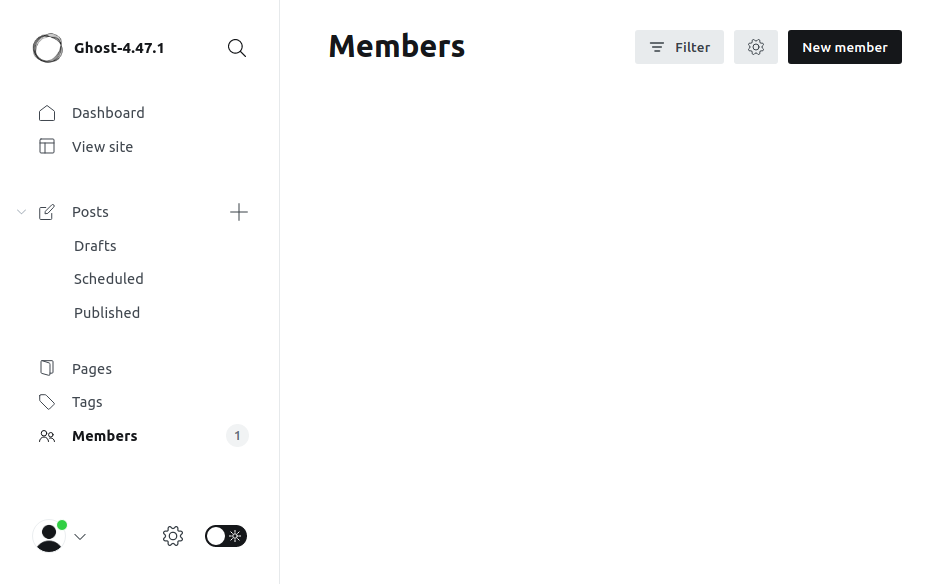 Ghost-4.47.1
Dashboard
View site
Posts
Drafts
Scheduled
Published
Pages
Tags
Members 1
Members
Filter
New member